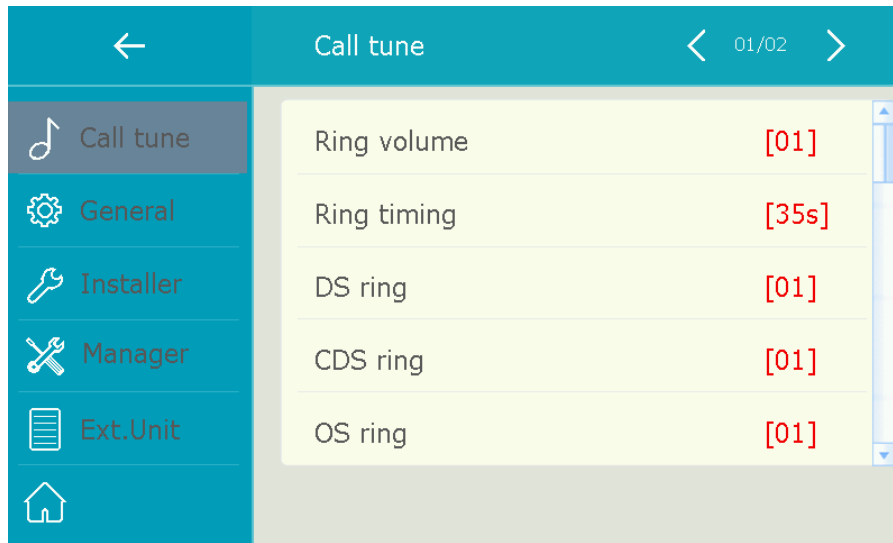 Call tune 01/02
Call tune
General
Installer
Manager
Ext.Unit
Ring volume [01]
Ring timing [35s]
DS ring [01]
CDS ring [01]
OS ring [01]